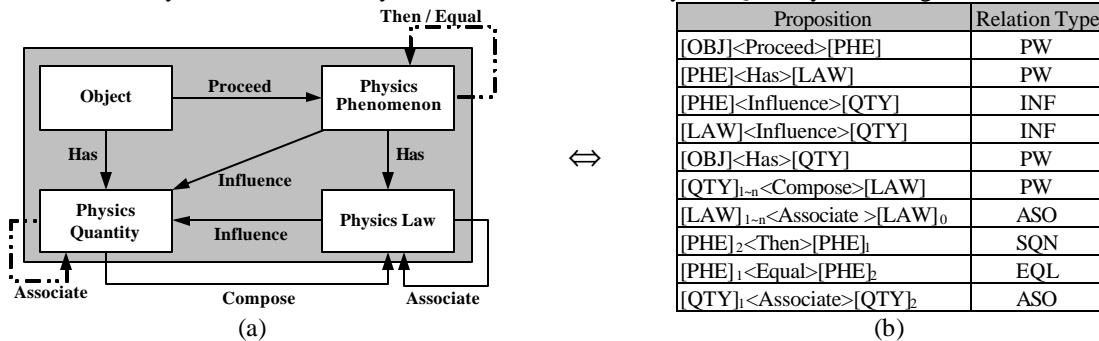 Then / Equal
Object
Proceed
Physics
Phenomenon
Has
Influence
Has
Physics
Quantity
Influence
Physics Law
Associate
Compose
Associate
(a)
⇔
Proposition Relation Type
[OBJ]<Proceed>[PHE] PW
[PHE]<Has>[LAW] PW
[PHE]<Influence>[QTY] INF
[LAW]<Influence>[QTY] INF
[OBJ]<Has>[QTY] PW
[QTY]1~n<Compose>[LAW] PW
[LAW]1~n<Associate >[LAW]0 ASO
[PHE]2<Then>[PHE]1 SQN
[PHE]1<Equal>[PHE]2 EQL
[QTY]1<Associate>[QTY]2 ASO
(b)